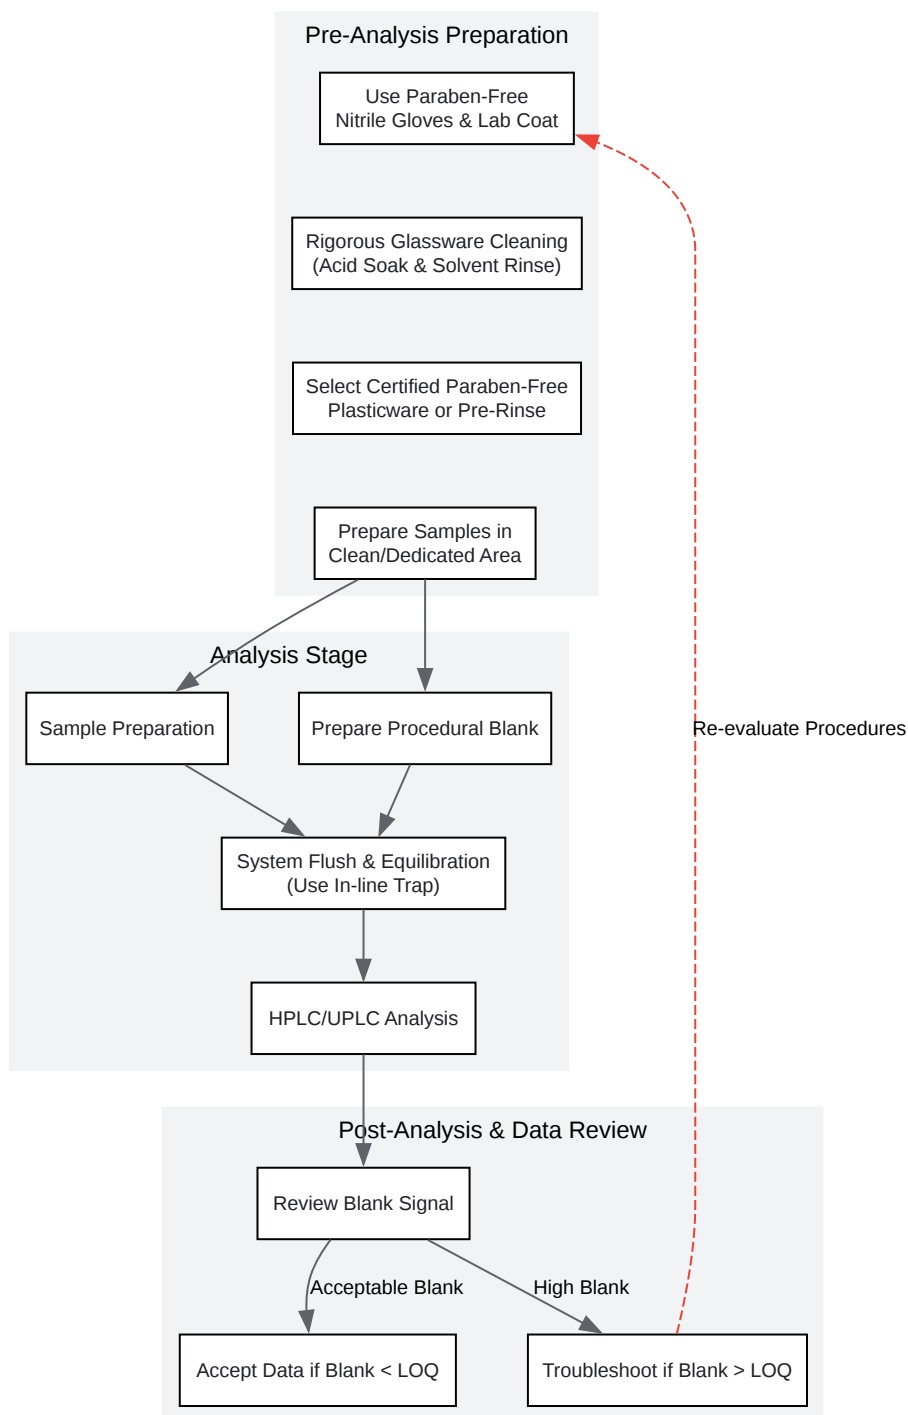 Pre-Analysis Preparation
Use Paraben-Free
Nitrile Gloves & Lab Coat
Rigorous Glassware Cleaning
(Acid Soak & Solvent Rinse)
Select Certified Paraben-Free
Plasticware or Pre-Rinse
Prepare Samples in
Clean/Dedicated Area
Analysis Stage
Sample Preparation
Prepare Procedural Blank
Re-evaluate Procedures
System Flush & Equilibration
(Use In-line Trap)
HPLC/UPLC Analysis
Post-Analysis & Data Review
Review Blank Signal
Acceptable Blank
High Blank
Accept Data if Blank < LOQ
Troubleshoot if Blank > LOQ